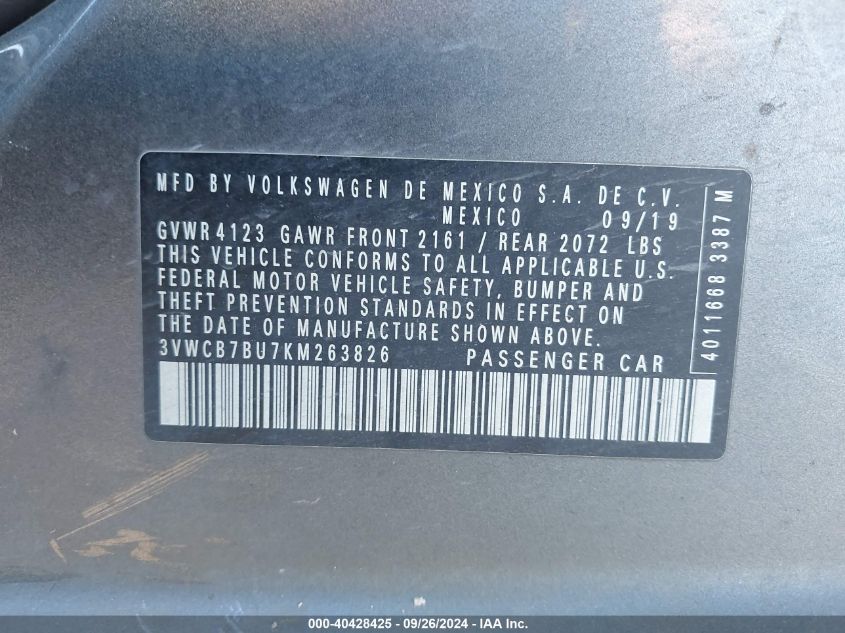 MFD BY VOLKSWAGEN DE MEXICO S.A. DE C.V.
MEXICO 09/19
GVWR 4123 GAWR FRONT 2161 / REAR 2072 LBS
THIS VEHICLE CONFORMS TO ALL APPLICABLE U.S.
FEDERAL MOTOR VEHICLE SAFETY, BUMPER AND
THEFT PREVENTION STANDARDS IN EFFECT ON
THE DATE OF MANUFACTURE SHOWN ABOVE.
3VWCB7BU7KM263826 PASSENGER CAR
4011668 3387 M
000-40428425 - 09/26/2024 - IAA Inc.